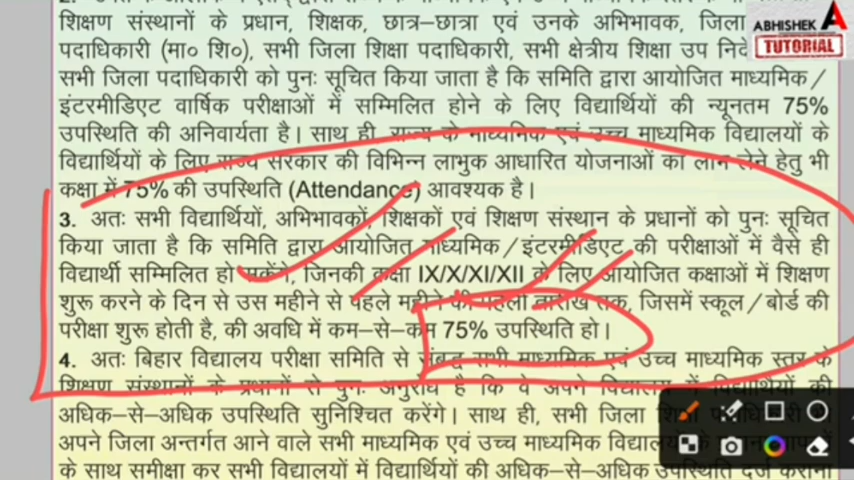 ABHISHEK A
TUTORIAL
शिक्षण संस्थानों के प्रधान, शिक्षक, छात्र–छात्रा एवं उनके अभिभावक, जिला
पदाधिकारी (मा० शि०), सभी जिला शिक्षा पदाधिकारी, सभी क्षेत्रीय शिक्षा उप
सभी जिला पदाधिकारी को पुनः सूचित किया जाता है कि समिति द्वारा आयोजित माध्यमिक/
इंटरमीडिएट वार्षिक परीक्षाओं में सम्मिलित होने के लिए विद्यार्थियों की न्यूनतम 75%
उपस्थिति की अनिवार्यता है। साथ ही, राज्य के माध्यमिक एवं उच्च माध्यमिक विद्यालयों के
विद्यार्थियों के लिए राज्य सरकार की विभिन्न लाभुक आधारित योजनाओं का लाभ लेने हेतु भी
कक्षा में 75% की उपस्थिति (Attendance) आवश्यक है।
3. अतः सभी विद्यार्थियों, अभिभावकों, शिक्षकों एवं शिक्षण संस्थान के प्रधानों को पुनः सूचित
किया जाता है कि समिति द्वारा आयोजित माध्यमिक/इंटरमीडिएट की परीक्षाओं में वैसे ही
विद्यार्थी सम्मिलित हो सकेंगे, जिनकी कक्षा IX/X/XI/XII के लिए आयोजित कक्षाओं में शिक्षण
शुरू करने के दिन से उस महीने से पहले महीने की पहली तारीख तक, जिसमें स्कूल/बोर्ड की
परीक्षा शुरू होती है, की अवधि में कम–से–कम 75% उपस्थिति हो।
4. अतः बिहार विद्यालय परीक्षा समिति से संबद्ध सभी माध्यमिक एवं उच्च माध्यमिक स्तर के
शिक्षण संस्थानों के प्रधानों से पुनः अनुरोध है कि वे अपने विद्यालय में विद्यार्थियों की
अधिक–से–अधिक उपस्थिति सुनिश्चित करेंगे। साथ ही, सभी जिला शिक्षा
अपने जिला अन्तर्गत आने वाले सभी माध्यमिक एवं उच्च माध्यमिक
के साथ समीक्षा कर सभी विद्यालयों में विद्यार्थियों की अधिक–से–अधिक उपस्थिति दर्ज कराना